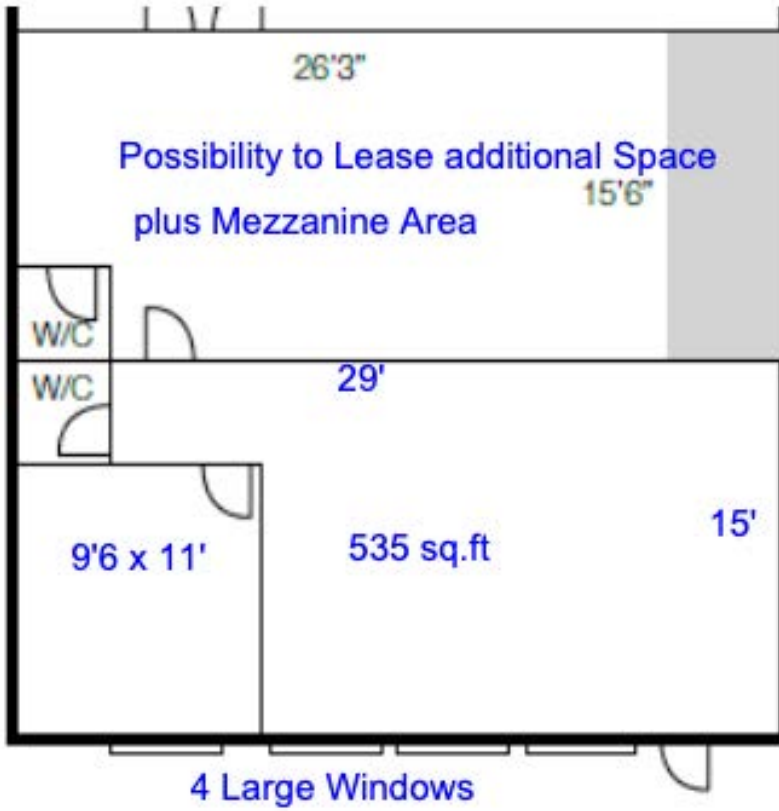 26'3"
Possibility to Lease additional Space
15'6"
plus Mezzanine Area
W/C
W/C
29'
9'6 x 11'
535 sq.ft
15'
4 Large Windows